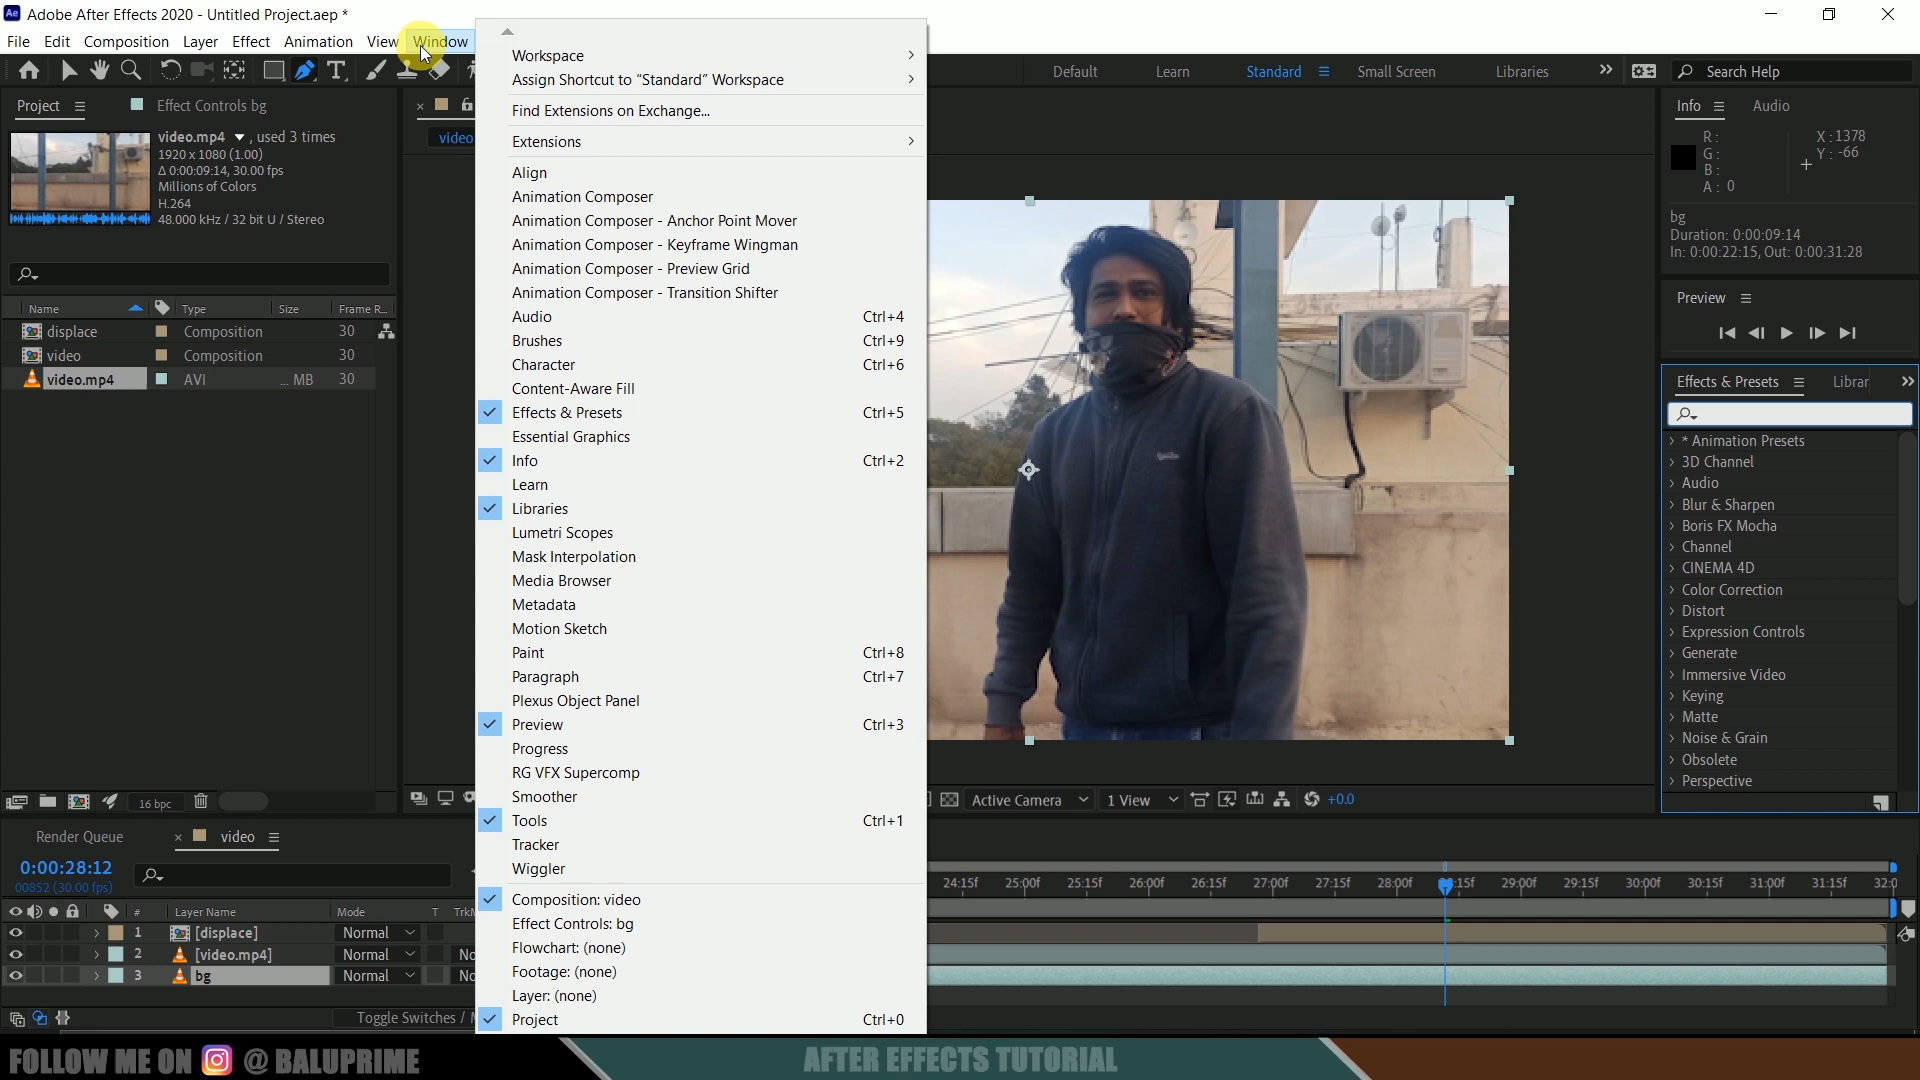 Ae Adobe After Effects 2020 - Untitled Project.aep *
File Edit Composition Layer Effect Animation View Window
Default Learn Standard Small Screen Libraries Search Help
Project Effect Controls bg
video.mp4 , used 3 times
1920 x 1080 (1.00)
Δ 0:00:09:14, 30.00 fps
Millions of Colors
H.264
48.000 kHz / 32 bit U / Stereo
Name Type Size Frame R...
displace Composition 30
video Composition 30
video.mp4 AVI ... MB 30
16 bpc
video
Workspace
Assign Shortcut to “Standard” Workspace
Find Extensions on Exchange...
Extensions
Align
Animation Composer
Animation Composer - Anchor Point Mover
Animation Composer - Keyframe Wingman
Animation Composer - Preview Grid
Animation Composer - Transition Shifter
Audio Ctrl+4
Brushes Ctrl+9
Character Ctrl+6
Content-Aware Fill
Effects & Presets Ctrl+5
Essential Graphics
Info Ctrl+2
Learn
Libraries
Lumetri Scopes
Mask Interpolation
Media Browser
Metadata
Motion Sketch
Paint Ctrl+8
Paragraph Ctrl+7
Plexus Object Panel
Preview Ctrl+3
Progress
RG VFX Supercomp
Smoother
Tools Ctrl+1
Tracker
Wiggler
Composition: video
Effect Controls: bg
Flowchart: (none)
Footage: (none)
Layer: (none)
Project Ctrl+0
Active Camera 1 View +0.0
Info Audio
R: X: 1378
G: Y: -66
B:
A: 0
bg
Duration: 0:00:09:14
In: 0:00:22:15, Out: 0:00:31:28
Preview
Effects & Presets Librar
* Animation Presets
3D Channel
Audio
Blur & Sharpen
Boris FX Mocha
Channel
CINEMA 4D
Color Correction
Distort
Expression Controls
Generate
Immersive Video
Keying
Matte
Noise & Grain
Obsolete
Perspective
Render Queue video
0:00:28:12
00852 (30.00 fps)
24:15f 25:00f 25:15f 26:00f 26:15f 27:00f 27:15f 28:00f :15f 29:00f 29:15f 30:00f 30:15f 31:00f 31:15f 32:0
# Layer Name Mode T TrkM
1 [displace] Normal
2 [video.mp4] Normal No
3 bg Normal No
Toggle Switches / M
FOLLOW ME ON @ BALUPRIME AFTER EFFECTS TUTORIAL